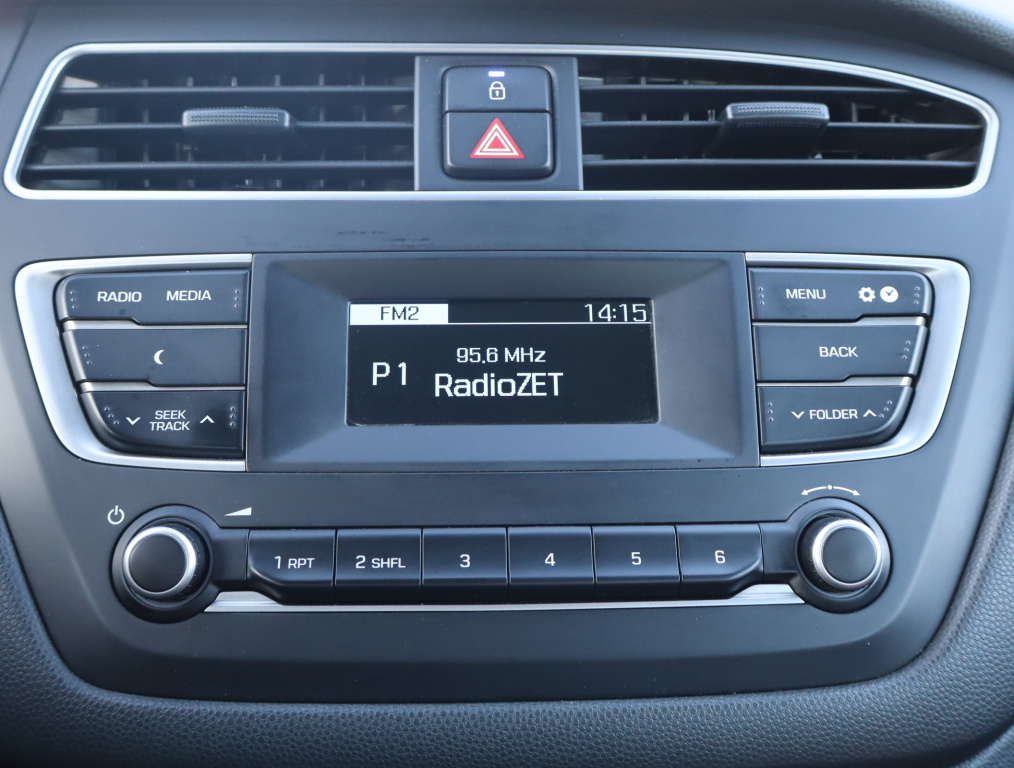 RADIO MEDIA
FM2 14:15
MENU
95.6 MHz
P1 RadioZET
BACK
SEEK
TRACK
FOLDER
1 RPT 2 SHFL 3 4 5 6